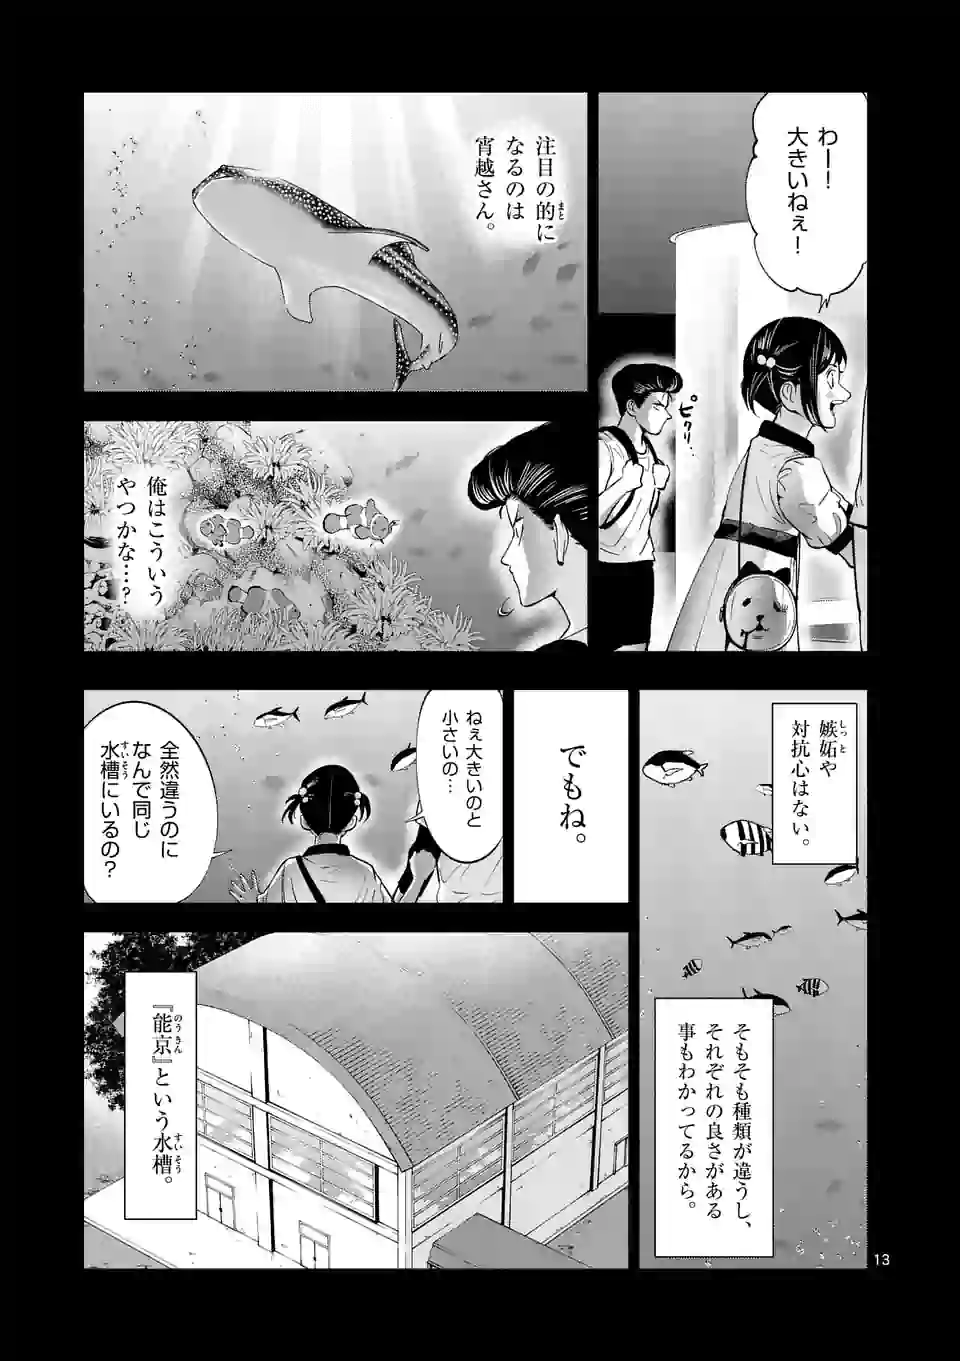 わー!
大きいねぇ!
ピクッ
注目の的に
なるのは
宵越さん。
俺はこういう
やつかな…?
嫉妬や
対抗心はない。
そもそも種類が違うし、
それぞれの良さがある
事もわかってるから。
でもね。
ねぇ大きいのと
小さいの…
全然違うのに
なんで同じ
水槽にいるの?
『能京』という水槽。
13